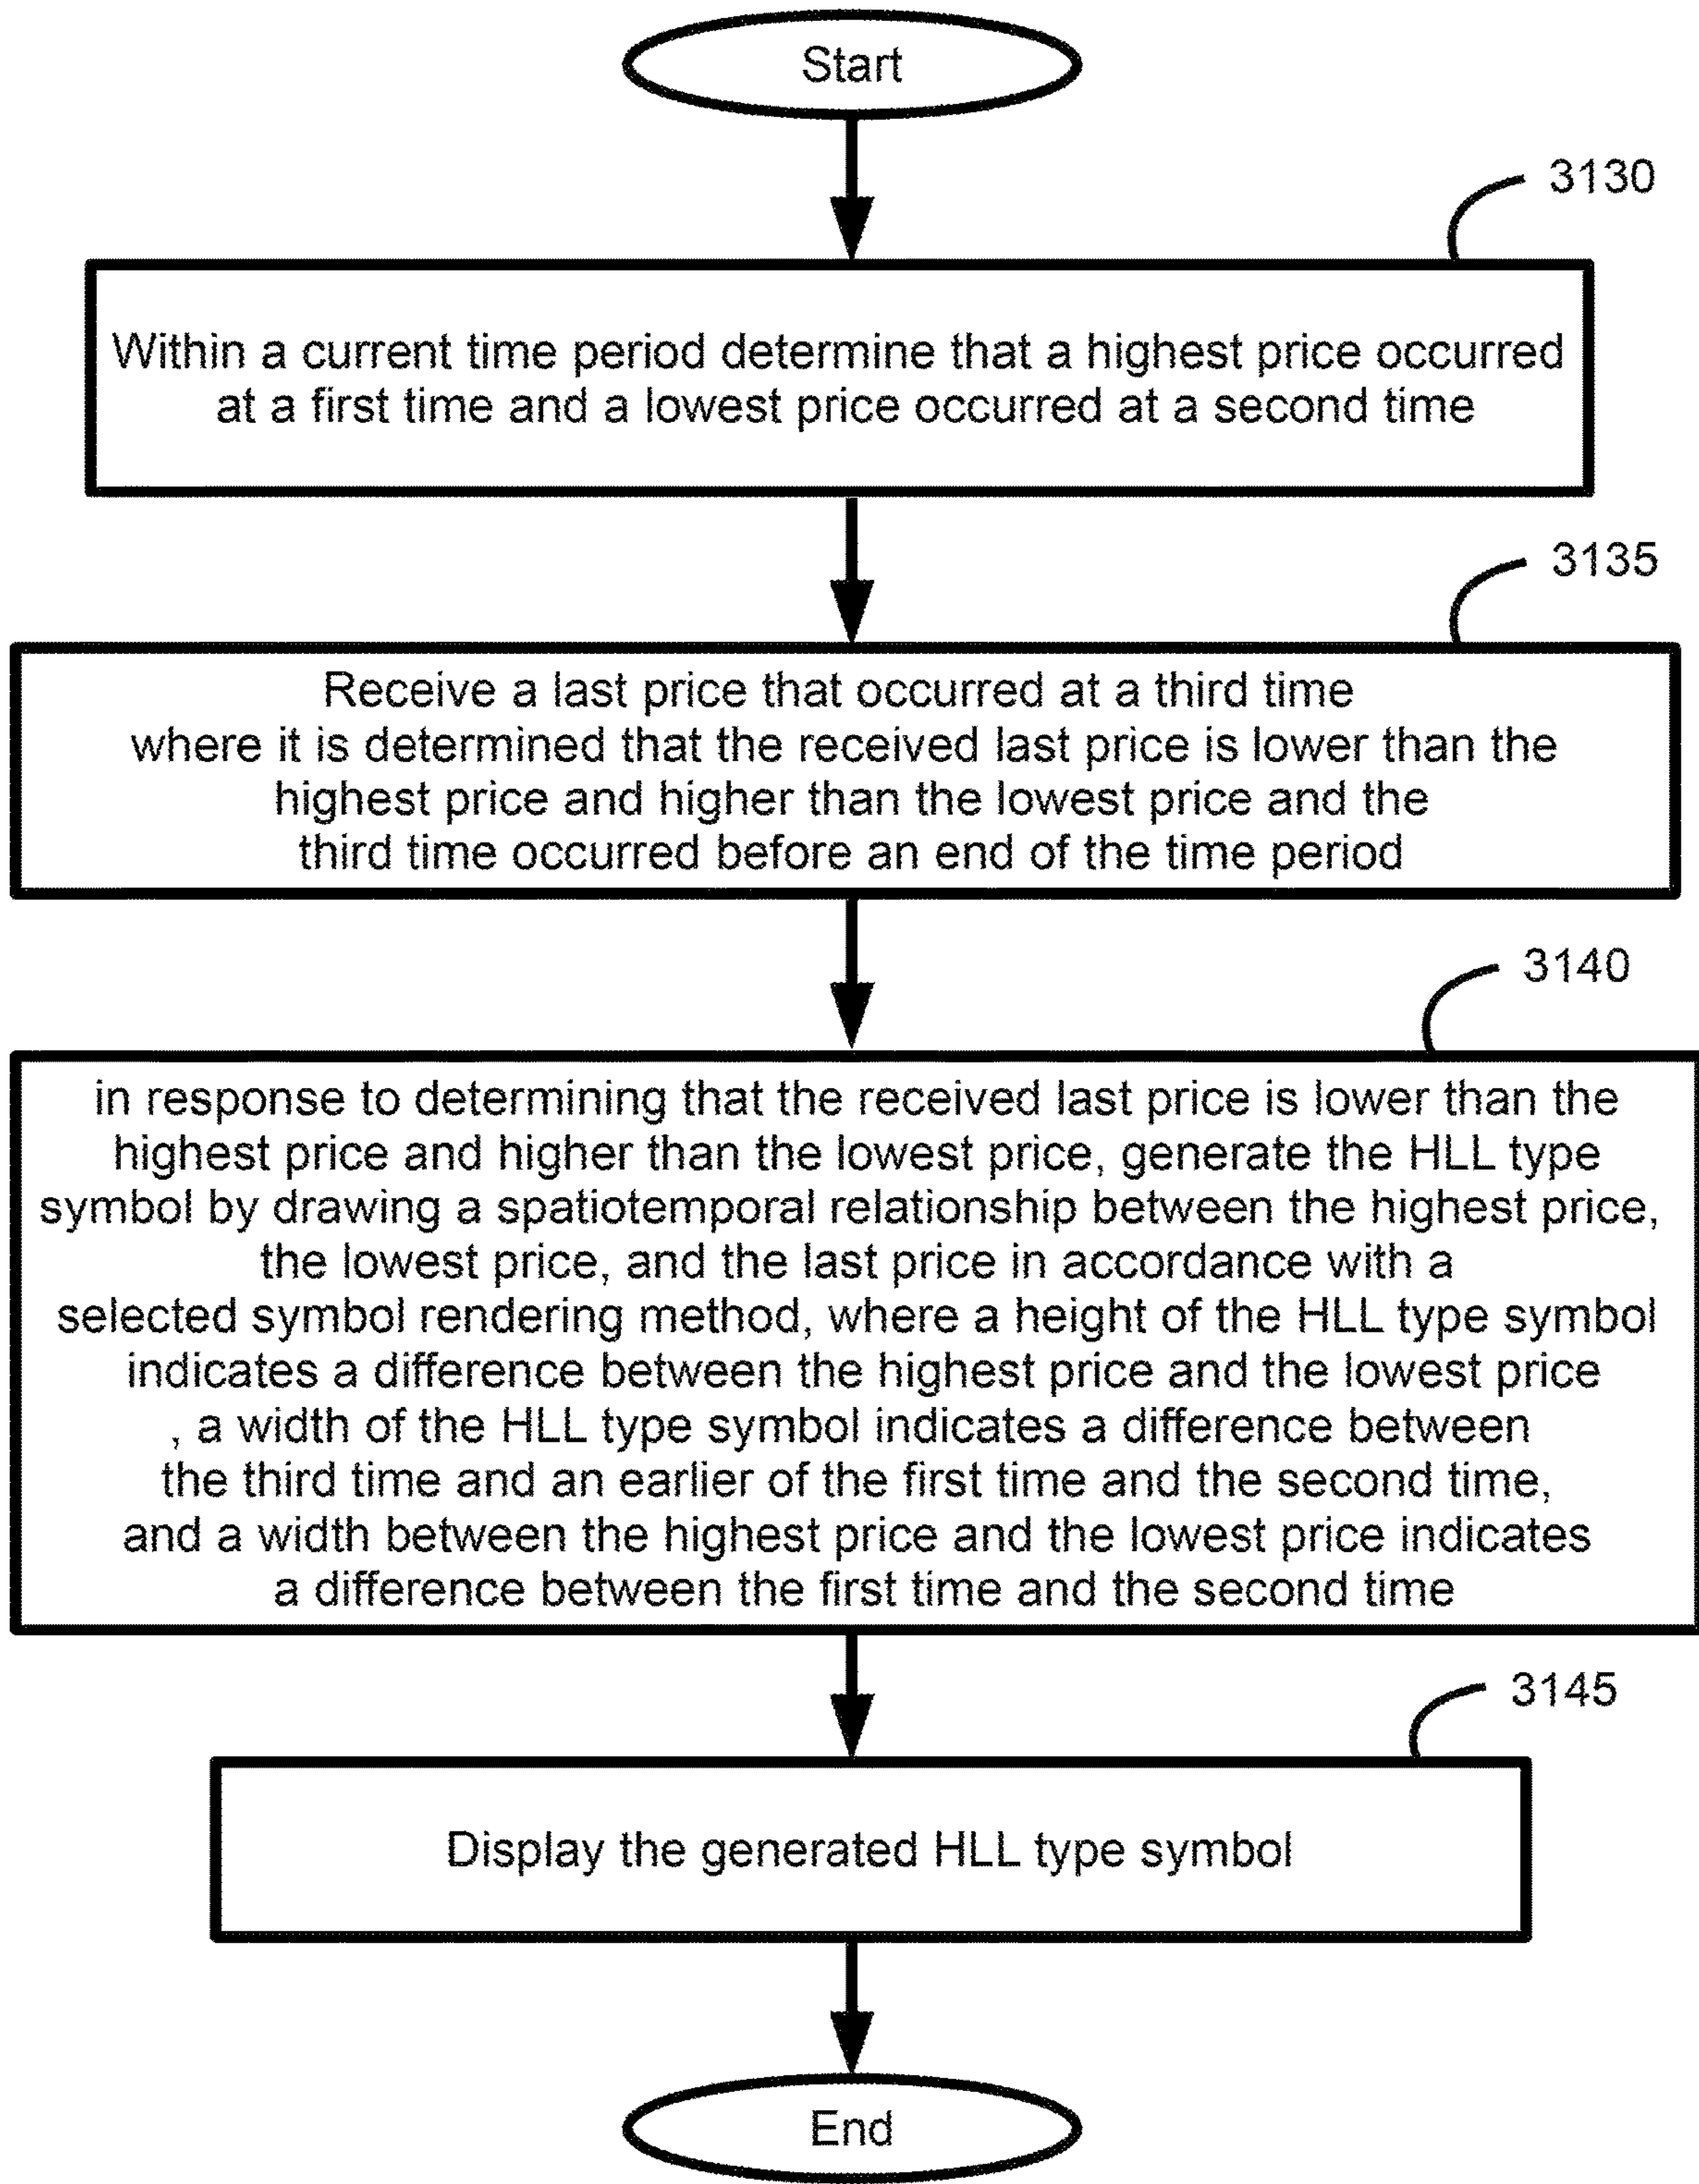 Start
3130
Within a current time period determine that a highest price occurred
at a first time and a lowest price occurred at a second time
3135
Receive a last price that occurred at a third time
where it is determined that the received last price is lower than the
highest price and higher than the lowest price and the
third time occurred before an end of the time period
3140
in response to determining that the received last price is lower than the
highest price and higher than the lowest price, generate the HLL type
symbol by drawing a spatiotemporal relationship between the highest price,
the lowest price, and the last price in accordance with a
selected symbol rendering method, where a height of the HLL type symbol
indicates a difference between the highest price and the lowest price
, a width of the HLL type symbol indicates a difference between
the third time and an earlier of the first time and the second time,
and a width between the highest price and the lowest price indicates
a difference between the first time and the second time
3145
Display the generated HLL type symbol
End